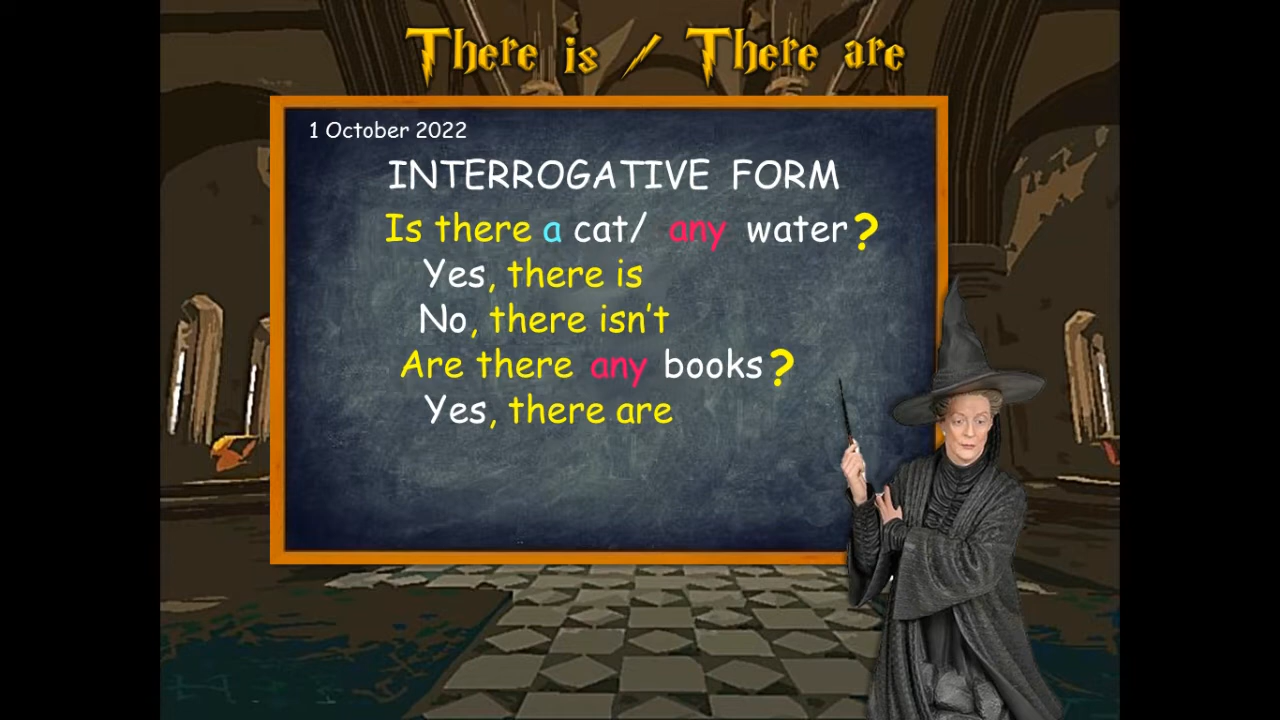 There is / There are
1 October 2022
INTERROGATIVE FORM
Is there a cat/ any water?
Yes, there is
No, there isn't
Are there any books?
Yes, there are